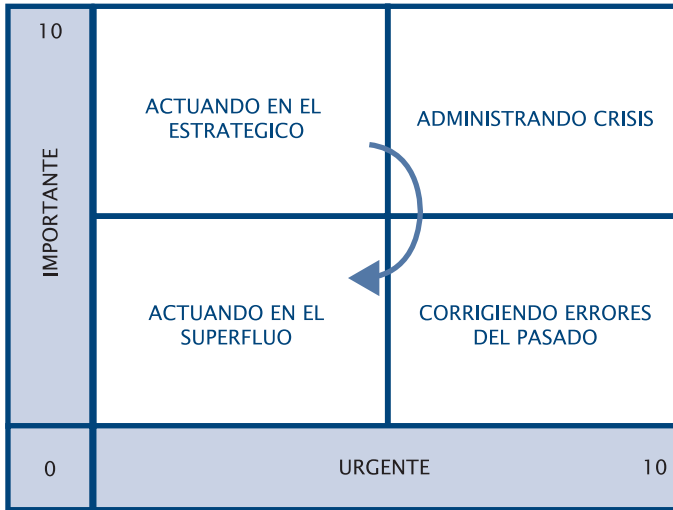 10
IMPORTANTE
ACTUANDO EN EL
ESTRATEGICO
ADMINISTRANDO CRISIS
ACTUANDO EN EL
SUPERFLUO
CORRIGIENDO ERRORES
DEL PASADO
0
URGENTE
10